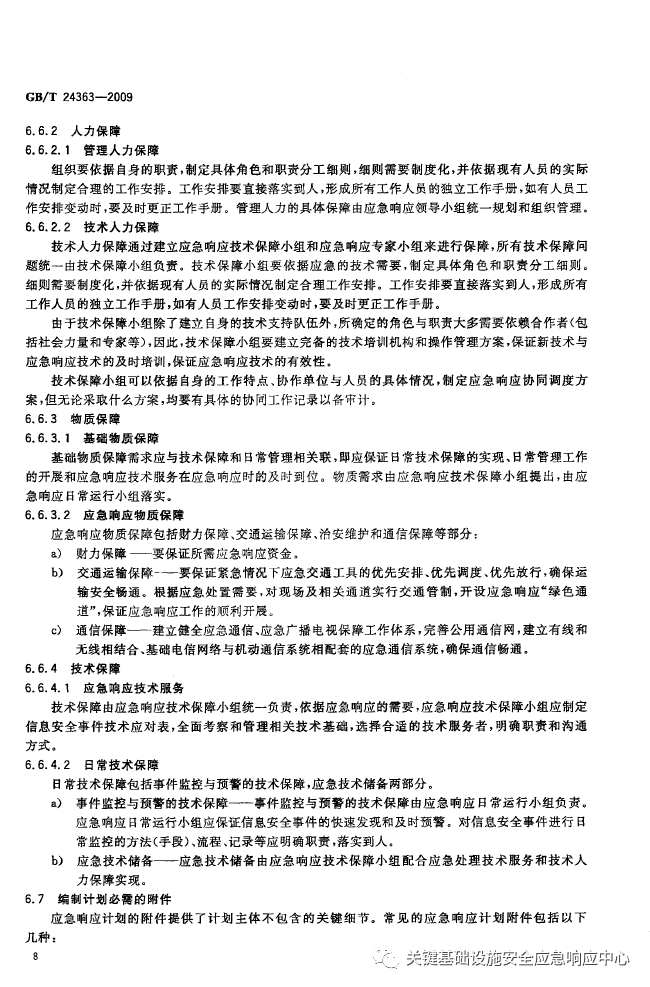 GB/T 24363—2009
6.6.2 人力保障
6.6.2.1 管理人力保障
组织要依据自身的职责,制定具体角色和职责分工细则,细则需要制度化,并依据现有人员的实际
情况制定合理的工作安排。工作安排要直接落实到人,形成所有工作人员的独立工作手册,如有人员工
作安排变动时,要及时更正工作手册。管理人力的具体保障由应急响应领导小组统一规划和组织管理。
6.6.2.2 技术人力保障
技术人力保障通过建立应急响应技术保障小组和应急响应专家小组来进行保障,所有技术保障问
题统一由技术保障小组负责。技术保障小组要依据应急的技术需要,制定具体角色和职责分工细则。
细则需要制度化,并依据现有人员的实际情况制定合理工作安排。工作安排要直接落实到人,形成所有
工作人员的独立工作手册,如有人员工作安排变动时,要及时更正工作手册。
由于技术保障小组除了建立自身的技术支持队伍外,所确定的角色与职责大多需要依赖合作者(包
括社会力量和专家等),因此,技术保障小组要建立完备的技术培训机构和操作管理方案,保证新技术与
应急响应技术的及时培训,保证应急响应技术的有效性。
技术保障小组可以依据自身的工作特点、协作单位与人员的具体情况,制定应急响应协同调度方
案,但无论采取什么方案,均要有具体的协同工作记录以备审计。
6.6.3 物质保障
6.6.3.1 基础物质保障
基础物质保障需求应与技术保障和日常管理相关联,即应保证日常技术保障的实现、日常管理工作
的开展和应急响应技术服务在应急响应时的及时到位。物质需求由应急响应技术保障小组提出,由应
急响应日常运行小组落实。
6.6.3.2 应急响应物质保障
应急响应物质保障包括财力保障、交通运输保障、治安维护和通信保障等部分:
a) 财力保障——要保证所需应急响应资金。
b) 交通运输保障——要保证紧急情况下应急交通工具的优先安排、优先调度、优先放行,确保运
输安全畅通。根据应急处置需要,对现场及相关通道实行交通管制,开设应急响应“绿色通
道”,保证应急响应工作的顺利开展。
c) 通信保障——建立健全应急通信、应急广播电视保障工作体系,完善公用通信网,建立有线和
无线相结合、基础电信网络与机动通信系统相配套的应急通信系统,确保通信畅通。
6.6.4 技术保障
6.6.4.1 应急响应技术服务
技术保障由应急响应技术保障小组统一负责,依据应急响应的需要,应急响应技术保障小组应制定
信息安全事件技术应对表,全面考察和管理相关技术基础,选择合适的技术服务者,明确职责和沟通
方式。
6.6.4.2 日常技术保障
日常技术保障包括事件监控与预警的技术保障,应急技术储备两部分。
a) 事件监控与预警的技术保障——事件监控与预警的技术保障由应急响应日常运行小组负责。
应急响应日常运行小组应保证信息安全事件的快速发现和及时预警。对信息安全事件进行日
常监控的方法(手段)、流程、记录等应明确职责,落实到人。
b) 应急技术储备——应急技术储备由应急响应技术保障小组配合应急处理技术服务和技术人
力保障实现。
6.7 编制计划必需的附件
应急响应计划的附件提供了计划主体不包含的关键细节。常见的应急响应计划附件包括以下
几种:
8
关键基础设施安全应急响应中心